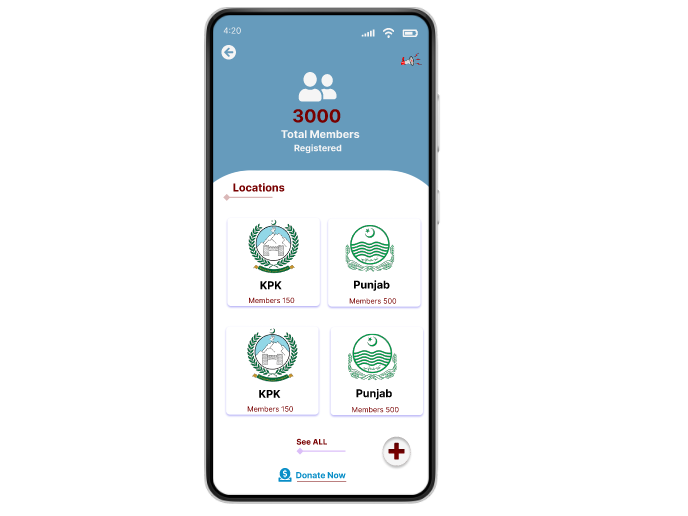 4:20
3000
Total Members
Registered
Locations
KPK
Members 150
Punjab
Members 500
KPK
Members 150
Punjab
Members 500
See ALL
$
Donate Now